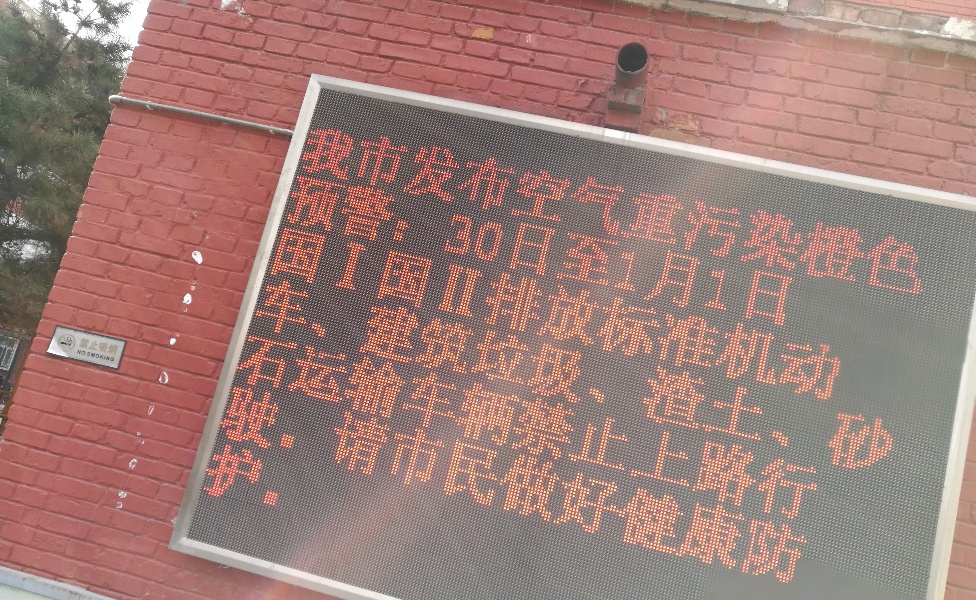 我市发布空气重污染橙色
预警：30日至1月1日
国Ⅰ国Ⅱ排放标准机动
车、建筑垃圾、渣土、砂
石运输车辆禁止上路行
驶。请市民做好健康防
护。
禁止吸烟
NO SMOKING